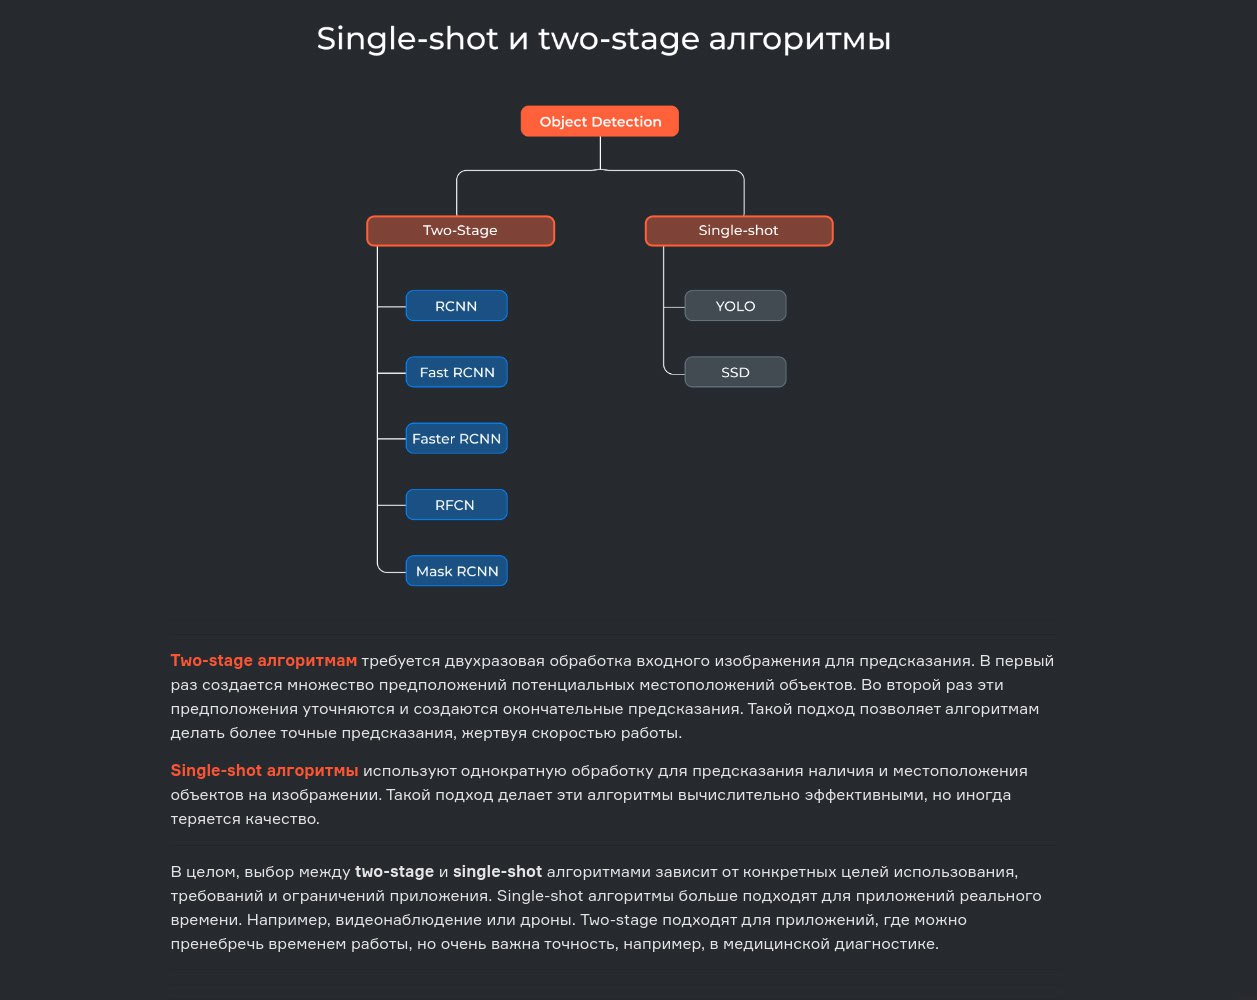 Single-shot и two-stage алгоритмы
Object Detection
Two-Stage
Single-shot
RCNN
YOLO
Fast RCNN
SSD
Faster RCNN
RFCN
Mask RCNN
Two-stage алгоритмам требуется двухразовая обработка входного изображения для предсказания. В первый
раз создается множество предположений потенциальных местоположений объектов. Во второй раз эти
предположения уточняются и создаются окончательные предсказания. Такой подход позволяет алгоритмам
делать более точные предсказания, жертвуя скоростью работы.
Single-shot алгоритмы используют однократную обработку для предсказания наличия и местоположения
объектов на изображении. Такой подход делает эти алгоритмы вычислительно эффективными, но иногда
теряется качество.
В целом, выбор между two-stage и single-shot алгоритмами зависит от конкретных целей использования,
требований и ограничений приложения. Single-shot алгоритмы больше подходят для приложений реального
времени. Например, видеонаблюдение или дроны. Two-stage подходят для приложений, где можно
пренебречь временем работы, но очень важна точность, например, в медицинской диагностике.